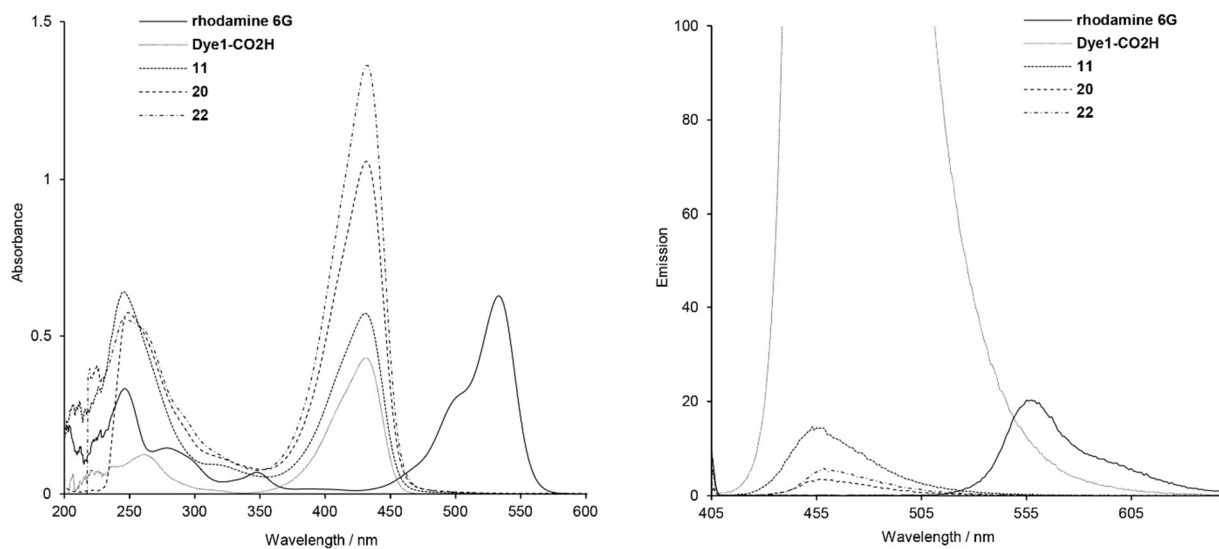 rhodamine 6G
Dye1-CO2H
11
20
22
1.5
1
0.5
0
Absorbance
200 250 300 350 400 450 500 550 600
Wavelength / nm
rhodamine 6G
Dye1-CO2H
11
20
22
100
80
60
40
20
0
Emission
405 455 505 555 605
Wavelength / nm